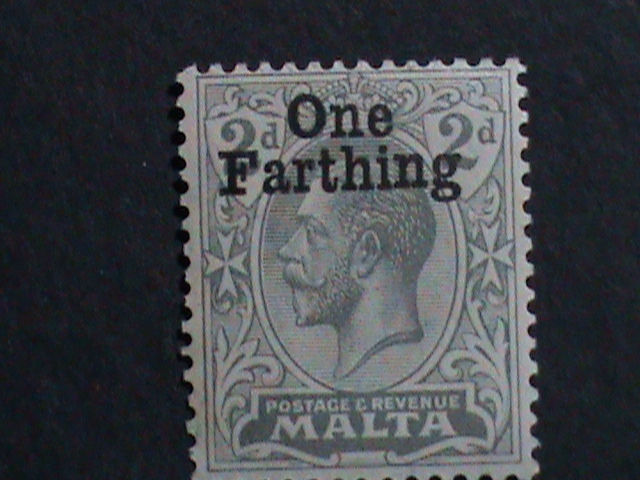 One
2d 2d
Farthing
POSTAGE & REVENUE
MALTA